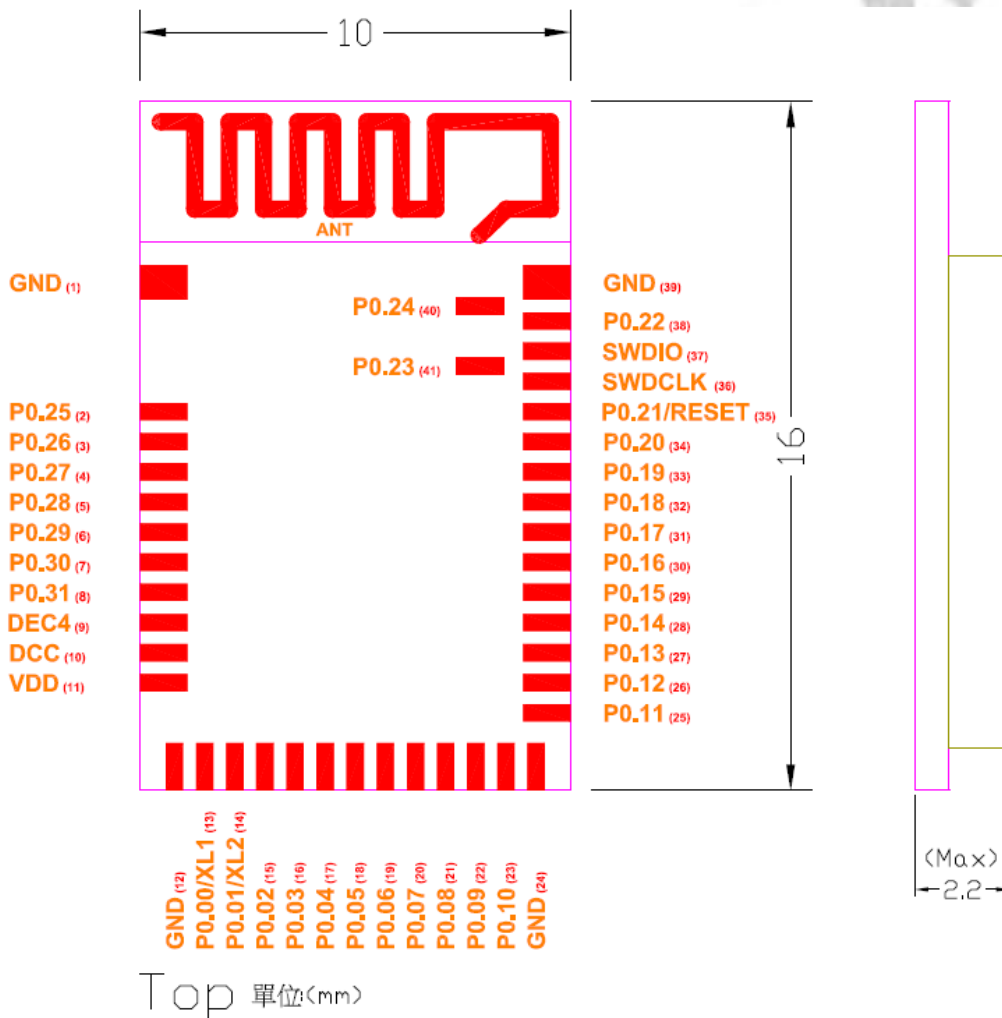 10
ANT
GND (1)
P0.25 (2)
P0.26 (3)
P0.27 (4)
P0.28 (5)
P0.29 (6)
P0.30 (7)
P0.31 (8)
DEC4 (9)
DCC (10)
VDD (11)
P0.24 (40)
P0.23 (41)
GND (39)
P0.22 (38)
SWDIO (37)
SWDCLK (36)
P0.21/RESET (35)
P0.20 (34)
P0.19 (33)
P0.18 (32)
P0.17 (31)
P0.16 (30)
P0.15 (29)
P0.14 (28)
P0.13 (27)
P0.12 (26)
P0.11 (25)
16
GND (12)
P0.00/XL1 (13)
P0.01/XL2 (14)
P0.02 (15)
P0.03 (16)
P0.04 (17)
P0.05 (18)
P0.06 (19)
P0.07 (20)
P0.08 (21)
P0.09 (22)
P0.10 (23)
GND (24)
(Max)
2.2
Top 單位:(mm)